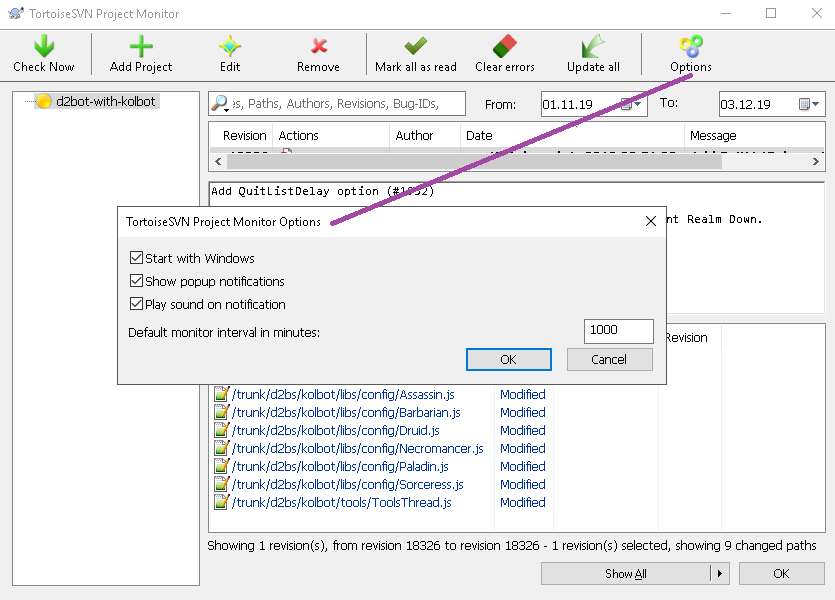 TortoiseSVN Project Monitor
Check Now
Add Project
Edit
Remove
Mark all as read
Clear errors
Update all
Options
d2bot-with-kolbot
es, Paths, Authors, Revisions, Bug-IDs,
From:
01.11.19
To:
03.12.19
Revision Actions Author Date Message
Add QuitListDelay option
TortoiseSVN Project Monitor Options
nt Realm Down.
Start with Windows
Show popup notifications
Play sound on notification
Default monitor interval in minutes:
1000
OK
Cancel
Revision
/trunk/d2bs/kolbot/libs/config/Assassin.js Modified
/trunk/d2bs/kolbot/libs/config/Barbarian.js Modified
/trunk/d2bs/kolbot/libs/config/Druid.js Modified
/trunk/d2bs/kolbot/libs/config/Necromancer.js Modified
/trunk/d2bs/kolbot/libs/config/Paladin.js Modified
/trunk/d2bs/kolbot/libs/config/Sorceress.js Modified
/trunk/d2bs/kolbot/tools/ToolsThread.js Modified
Showing 1 revision(s), from revision 18326 to revision 18326 - 1 revision(s) selected, showing 9 changed paths
Show All
OK